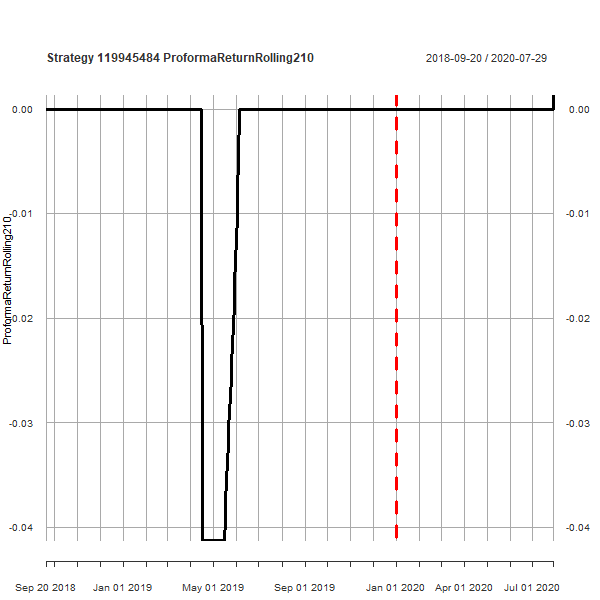 Strategy 119945484 ProformaReturnRolling210
2018-09-20 / 2020-07-29
0.00 0.00
-0.01 -0.01
ProformaReturnRolling210
-0.02 -0.02
-0.03 -0.03
-0.04 -0.04
Sep 20 2018 Jan 01 2019 May 01 2019 Sep 01 2019 Jan 01 2020 Apr 01 2020 Jul 01 2020